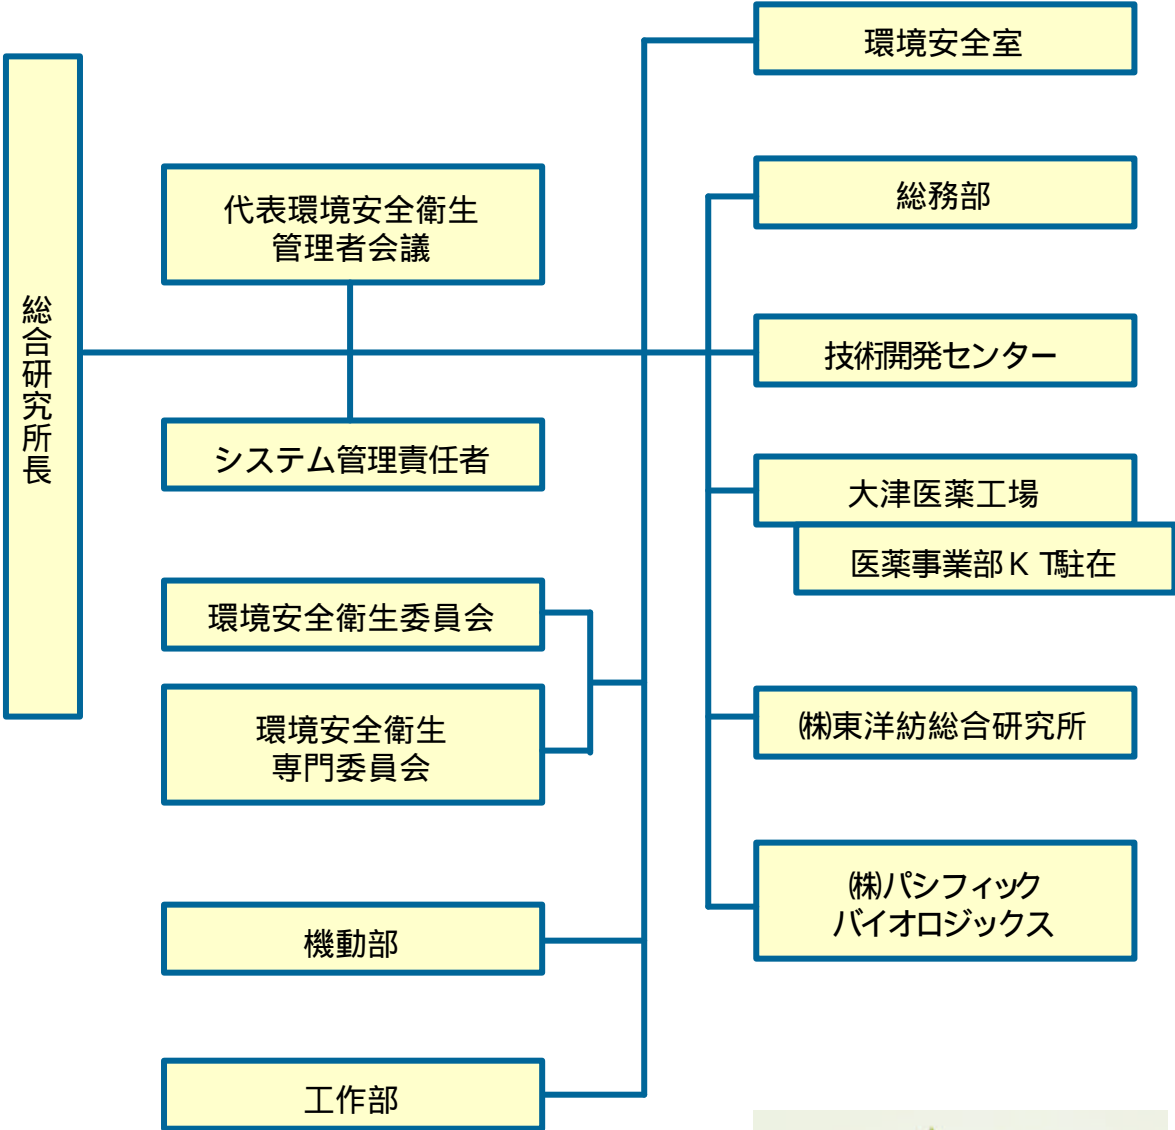 総合研究所長
代表環境安全衛生
管理者会議
システム管理責任者
環境安全衛生委員会
環境安全衛生
専門委員会
機動部
工作部
環境安全室
総務部
技術開発センター
大津医薬工場
医薬事業部KT駐在
㈱東洋紡総合研究所
㈱パシフィック
バイオロジックス